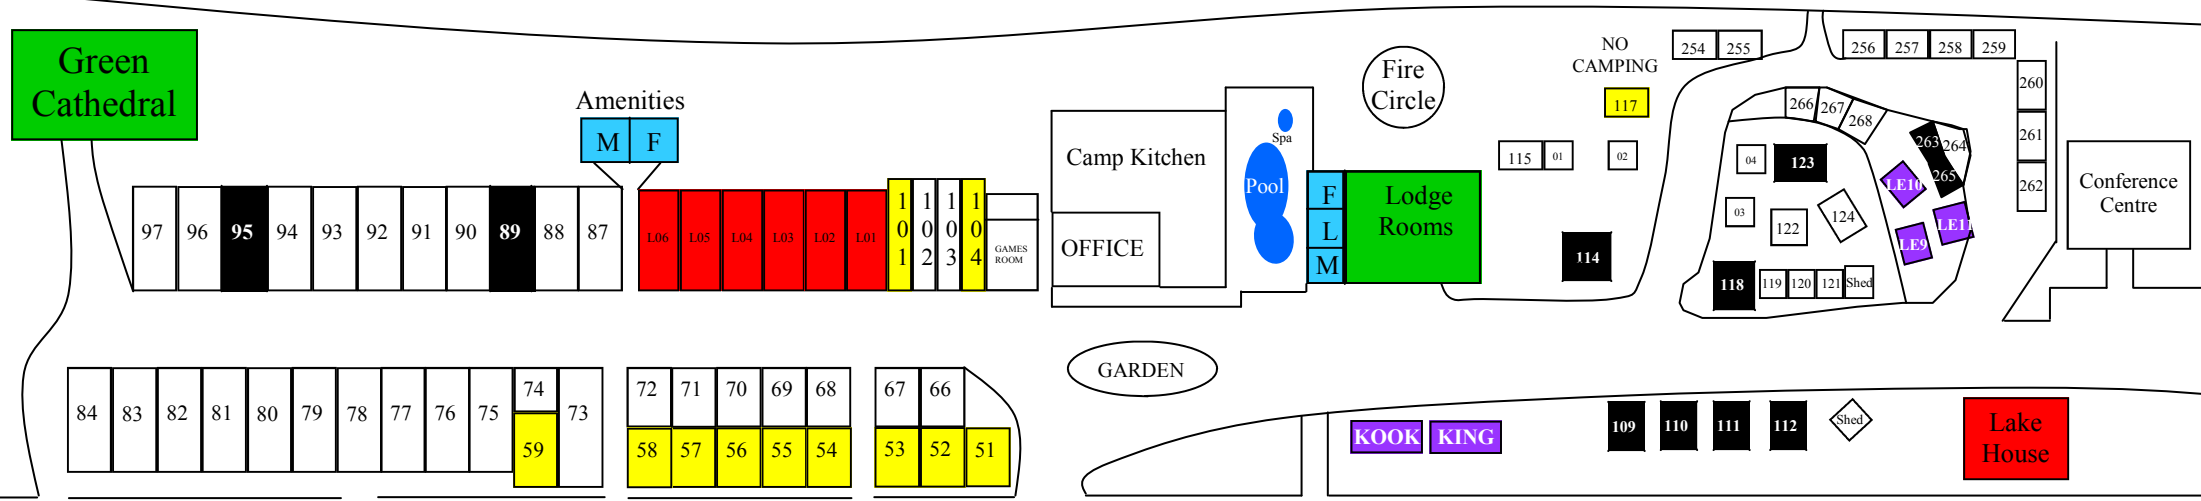 Green
Cathedral
Amenities
M F
97 96 95 94 93 92 91 90 89 88 87
L06 L05 L04 L03 L02 L01
101 102 103 104
GAMES
ROOM
Camp Kitchen
OFFICE
Spa
Pool
F
L
M
Lodge
Rooms
Fire
Circle
NO
CAMPING
117
115 01 02
114
254 255
256 257 258 259
260
261
262
266 267 268
263 264
265
04 123
03 122 124
118 119 120 121 Shed
LE10
LE11
LE9
Conference
Centre
84 83 82 81 80 79 78 77 76 75 74 73
59
72 71 70 69 68
58 57 56 55 54
67 66
53 52 51
GARDEN
KOOK KING
109 110 111 112 Shed
Lake
House